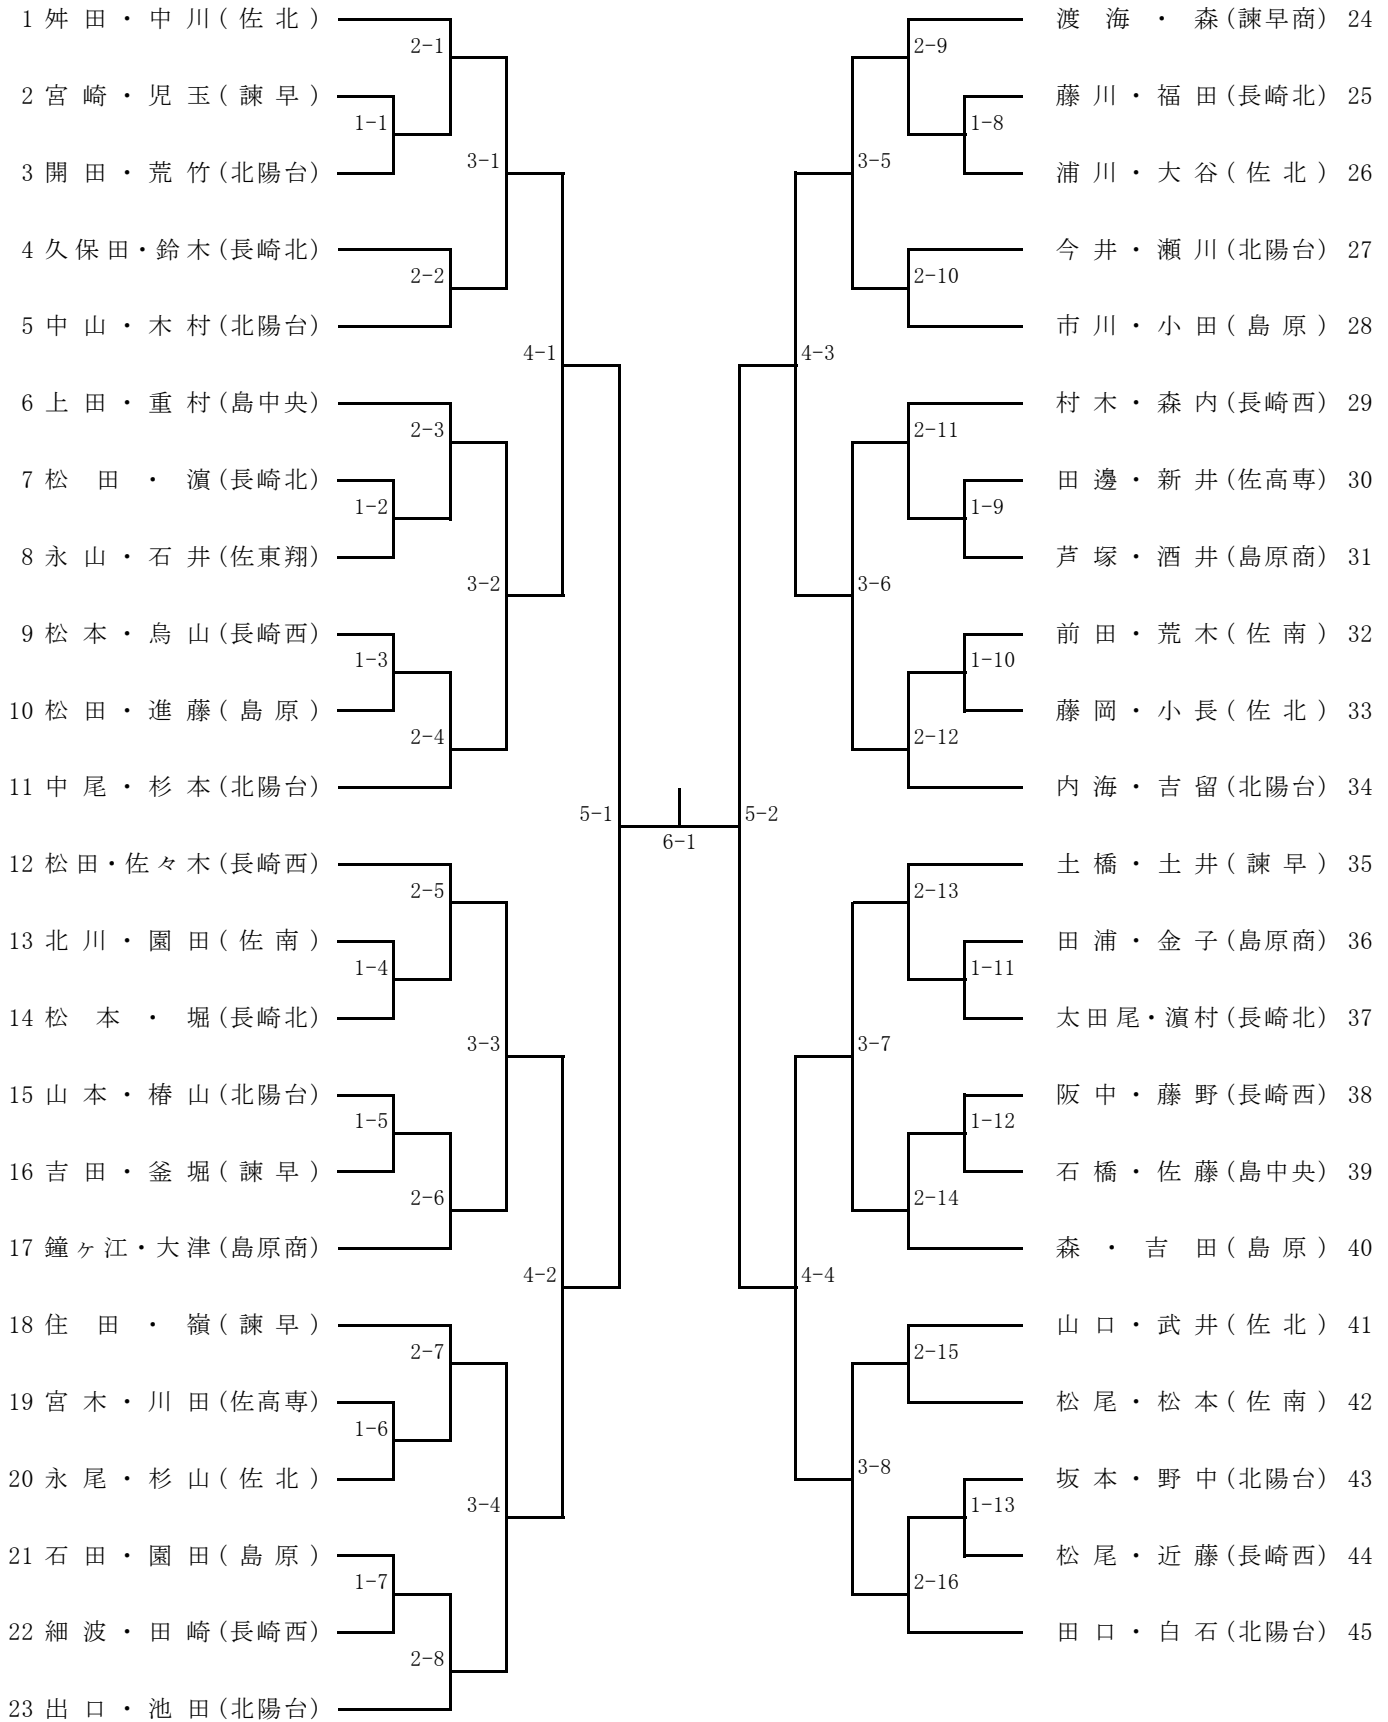 1 舛田・中川(佐北)
2-1
2 宮崎・児玉(諫早)
1-1
3 開田・荒竹(北陽台)
3-1
4 久保田・鈴木(長崎北)
2-2
5 中山・木村(北陽台)
4-1
6 上田・重村(島中央)
2-3
7 松田・濵(長崎北)
1-2
8 永山・石井(佐東翔)
3-2
9 松本・烏山(長崎西)
1-3
10 松田・進藤(島原)
2-4
11 中尾・杉本(北陽台)
5-1
12 松田・佐々木(長崎西)
2-5
13 北川・園田(佐南)
1-4
14 松本・堀(長崎北)
3-3
15 山本・椿山(北陽台)
1-5
16 吉田・釜堀(諫早)
2-6
17 鐘ヶ江・大津(島原商)
4-2
18 住田・嶺(諫早)
2-7
19 宮木・川田(佐高専)
1-6
20 永尾・杉山(佐北)
3-4
21 石田・園田(島原)
1-7
22 細波・田崎(長崎西)
2-8
23 出口・池田(北陽台)
6-1
渡海・森(諫早商) 24
2-9
藤川・福田(長崎北) 25
1-8
浦川・大谷(佐北) 26
3-5
今井・瀬川(北陽台) 27
2-10
市川・小田(島原) 28
4-3
村木・森内(長崎西) 29
2-11
田邊・新井(佐高専) 30
1-9
芦塚・酒井(島原商) 31
3-6
前田・荒木(佐南) 32
1-10
藤岡・小長(佐北) 33
2-12
内海・吉留(北陽台) 34
5-2
土橋・土井(諫早) 35
2-13
田浦・金子(島原商) 36
1-11
太田尾・濵村(長崎北) 37
3-7
阪中・藤野(長崎西) 38
1-12
石橋・佐藤(島中央) 39
2-14
森・吉田(島原) 40
4-4
山口・武井(佐北) 41
2-15
松尾・松本(佐南) 42
3-8
坂本・野中(北陽台) 43
1-13
松尾・近藤(長崎西) 44
2-16
田口・白石(北陽台) 45